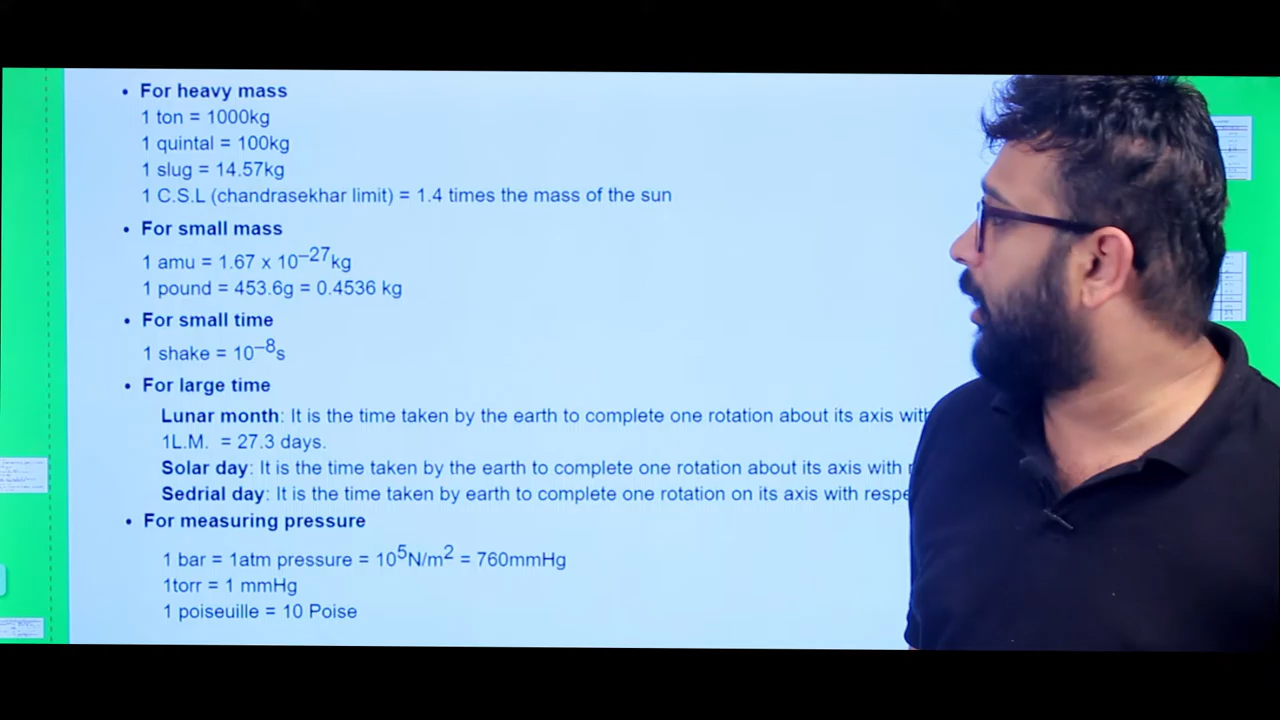 • For heavy mass
1 ton = 1000kg
1 quintal = 100kg
1 slug = 14.57kg
1 C.S.L (chandrasekhar limit) = 1.4 times the mass of the sun
• For small mass
1 amu = 1.67 x 10⁻²⁷kg
1 pound = 453.6g = 0.4536 kg
• For small time
1 shake = 10⁻⁸s
• For large time
Lunar month: It is the time taken by the earth to complete one rotation about its axis
1L.M. = 27.3 days.
Solar day: It is the time taken by the earth to complete one rotation about its axis with
Sedrial day: It is the time taken by earth to complete one rotation on its axis with
• For measuring pressure
1 bar = 1atm pressure = 10⁵N/m² = 760mmHg
1torr = 1 mmHg
1 poiseuille = 10 Poise